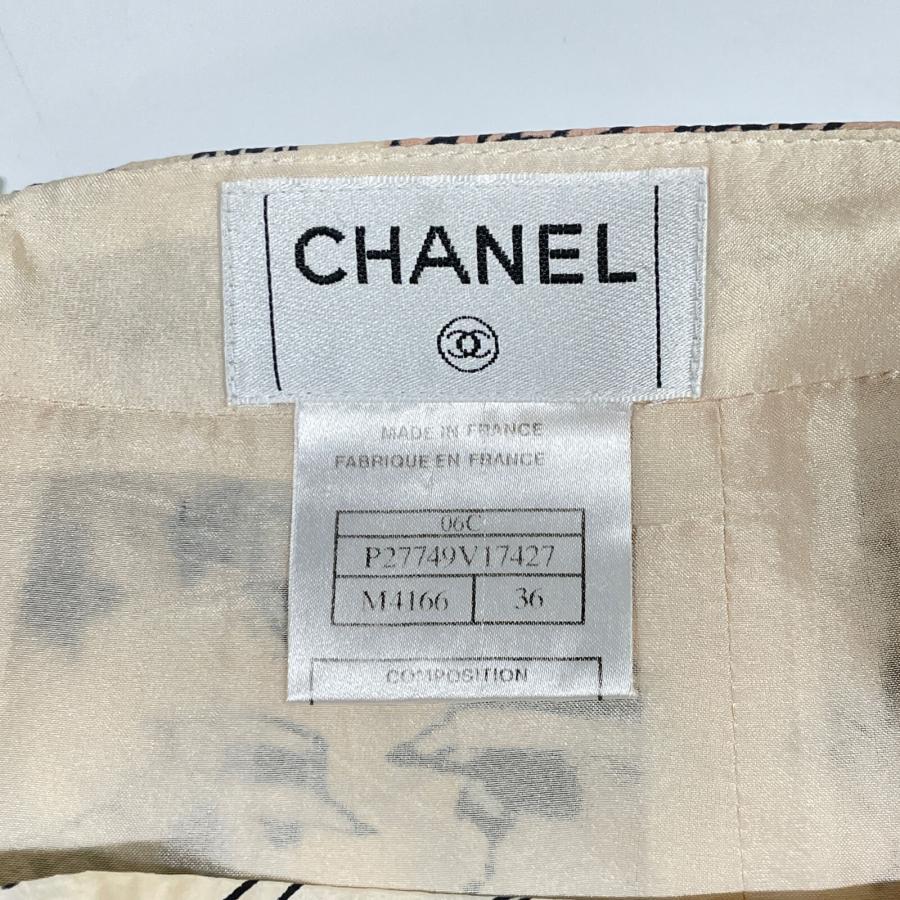 CHANEL
MADE IN FRANCE
FABRIQUE EN FRANCE
06C
P27749V17427
M4166 36
COMPOSITION